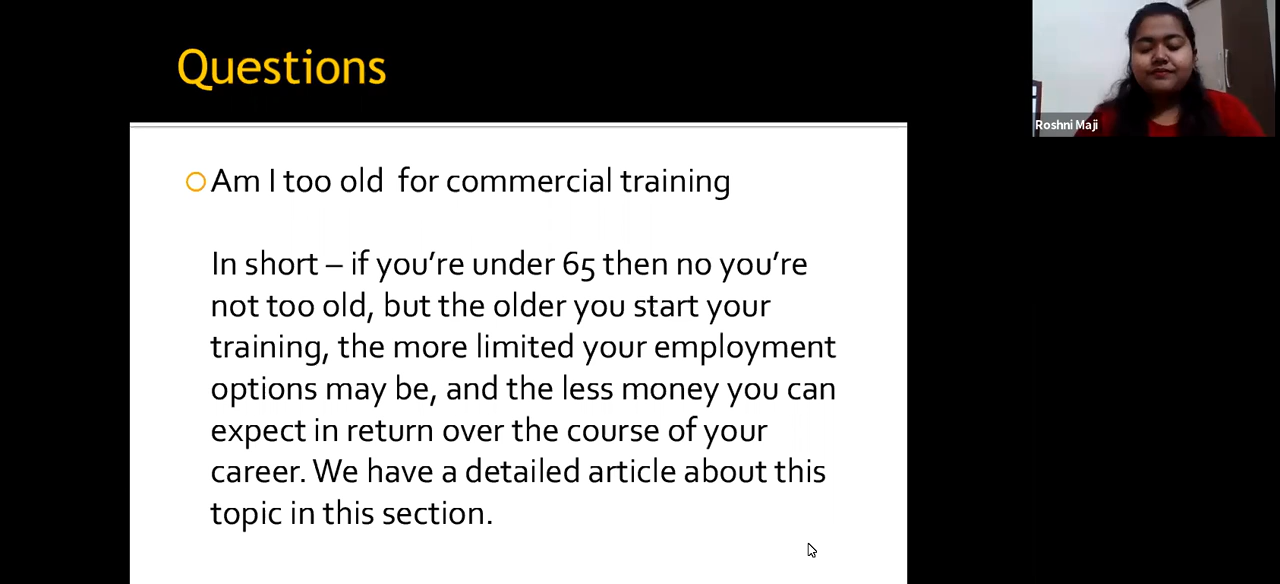 Questions
Am I too old for commercial training
In short – if you're under 65 then no you're
not too old, but the older you start your
training, the more limited your employment
options may be, and the less money you can
expect in return over the course of your
career. We have a detailed article about this
topic in this section.
Roshni Maji